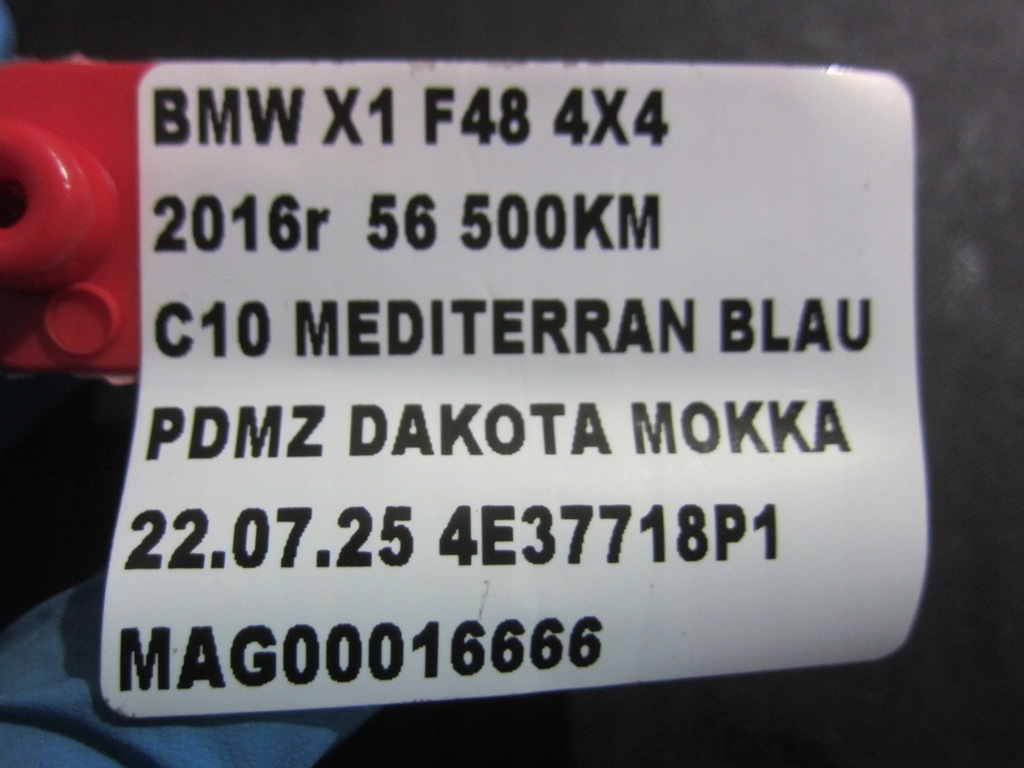 BMW X1 F48 4X4
2016r 56 500KM
C10 MEDITERRAN BLAU
PDMZ DAKOTA MOKKA
22.07.25 4E37718P1
MAG00016666